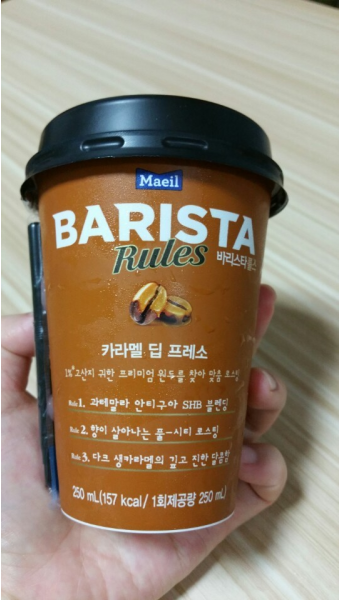 Maeil
BARISTA
Rules 바리스타룰스
카라멜 딥 프레소
1%* 고산지 귀한 프리미엄 원두를 찾아 맞춤 로스팅
Rule 1. 과테말라 안티구아 SHB 블렌딩
Rule 2. 향이 살아나는 풀-시티 로스팅
Rule 3. 다크 생카라멜의 깊고 진한 달콤함
250 mL(157 kcal/ 1회제공량 250 mL)